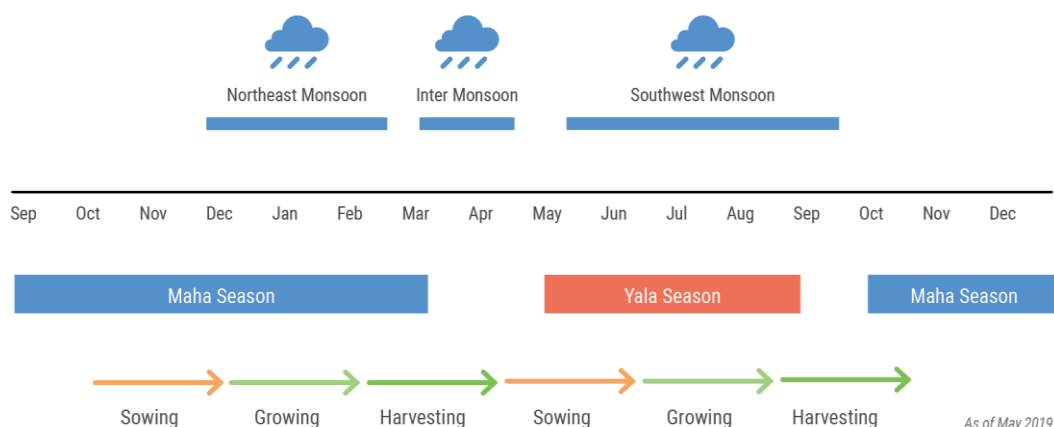 Northeast Monsoon Inter Monsoon Southwest Monsoon
Sep Oct Nov Dec Jan Feb Mar Apr May Jun Jul Aug Sep Oct Nov Dec
Maha Season Yala Season Maha Season
Sowing Growing Harvesting Sowing Growing Harvesting
As of May 2019